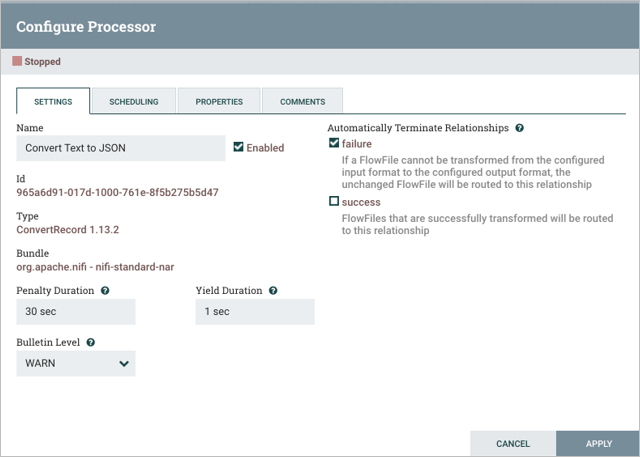 Configure Processor
Stopped
SETTINGS
SCHEDULING
PROPERTIES
COMMENTS
Name
Convert Text to JSON
Enabled
Id
965a6d91-017d-1000-761e-8f5b275b5d47
Type
ConvertRecord 1.13.2
Bundle
org.apache.nifi - nifi-standard-nar
Penalty Duration ?
Yield Duration ?
30 sec
1 sec
Bulletin Level ?
WARN
Automatically Terminate Relationships ?
failure
If a FlowFile cannot be transformed from the configured
input format to the configured output format, the
unchanged FlowFile will be routed to this relationship
success
FlowFiles that are successfully transformed will be routed
to this relationship
CANCEL
APPLY